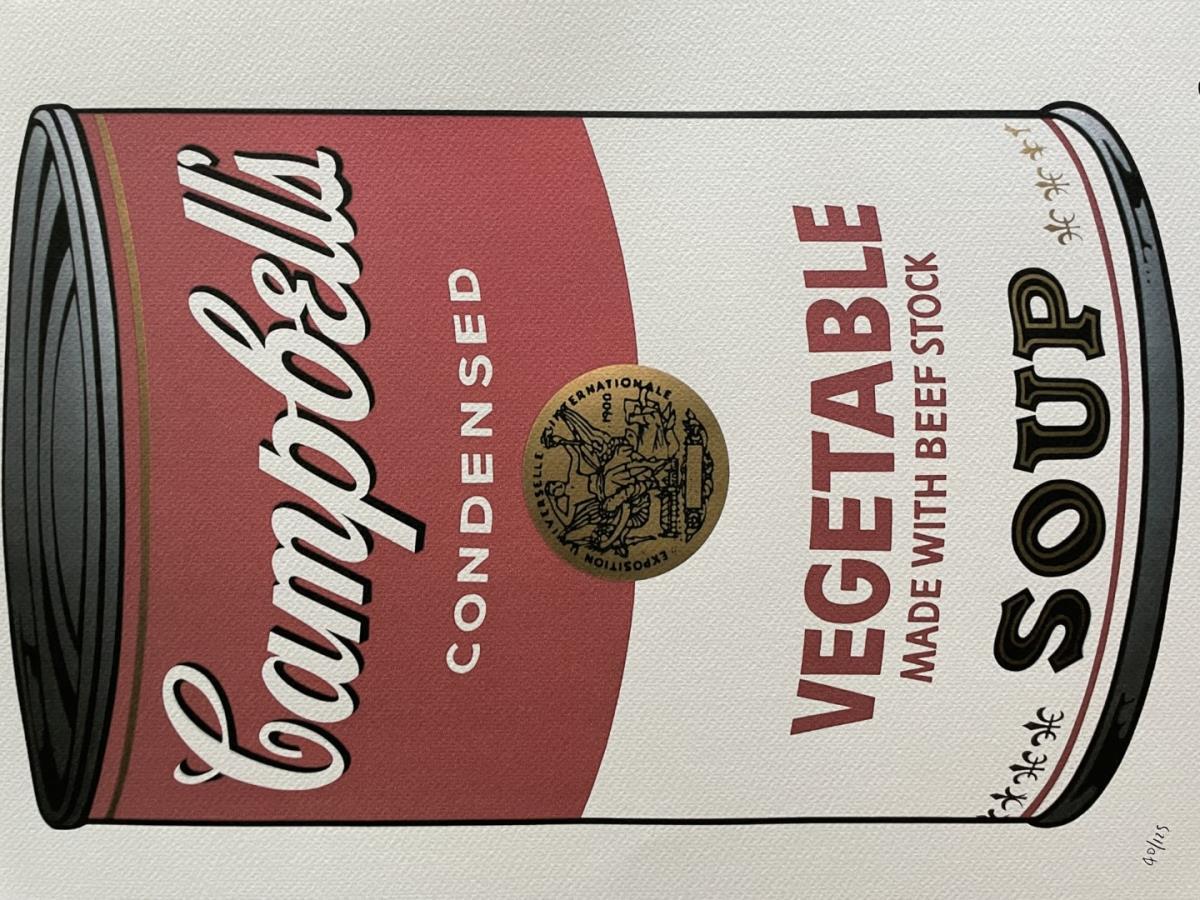 Campbell's
CONDENSED
EXPOSITION UNIVERSELLE INTERNATIONALE
1900
VEGETABLE
MADE WITH BEEF STOCK
SOUP
40/125